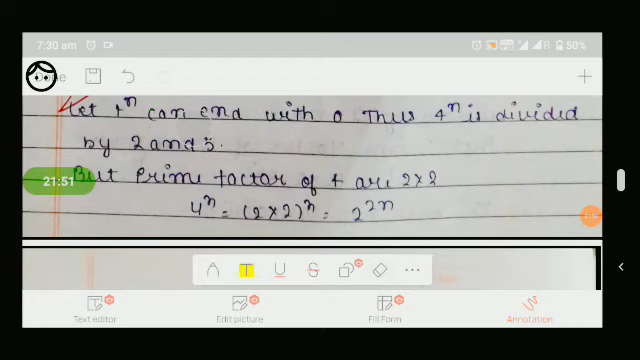 7:30 am
50%
Done
Let 4ⁿ can end with 0 Thus 4ⁿ is divided
by 2 and 5.
21:51
But Prime factor of 4 are 2×2
4ⁿ = (2×2)ⁿ = 2²ⁿ
Text editor
Edit picture
Fill Form
Annotation